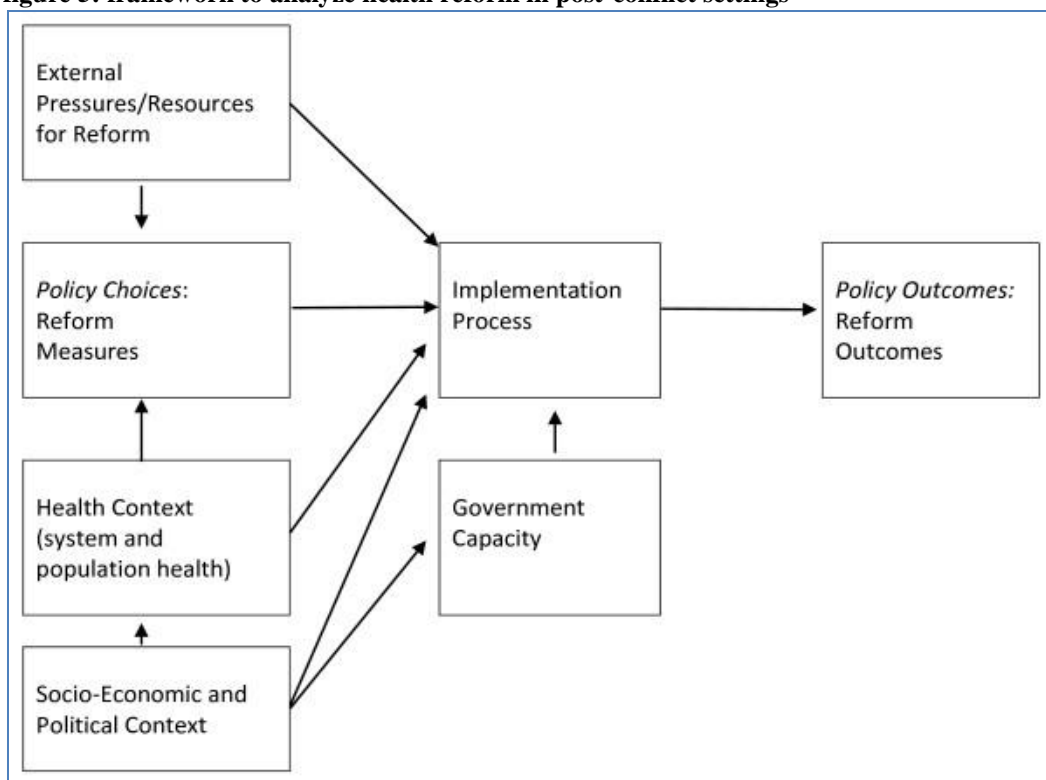 framework to analyze health reform in post-conflict settings
External
Pressures/Resources
for Reform
Policy Choices:
Reform
Measures
Implementation
Process
Policy Outcomes:
Reform
Outcomes
Health Context
(system and
population health)
Government
Capacity
Socio-Economic and
Political Context